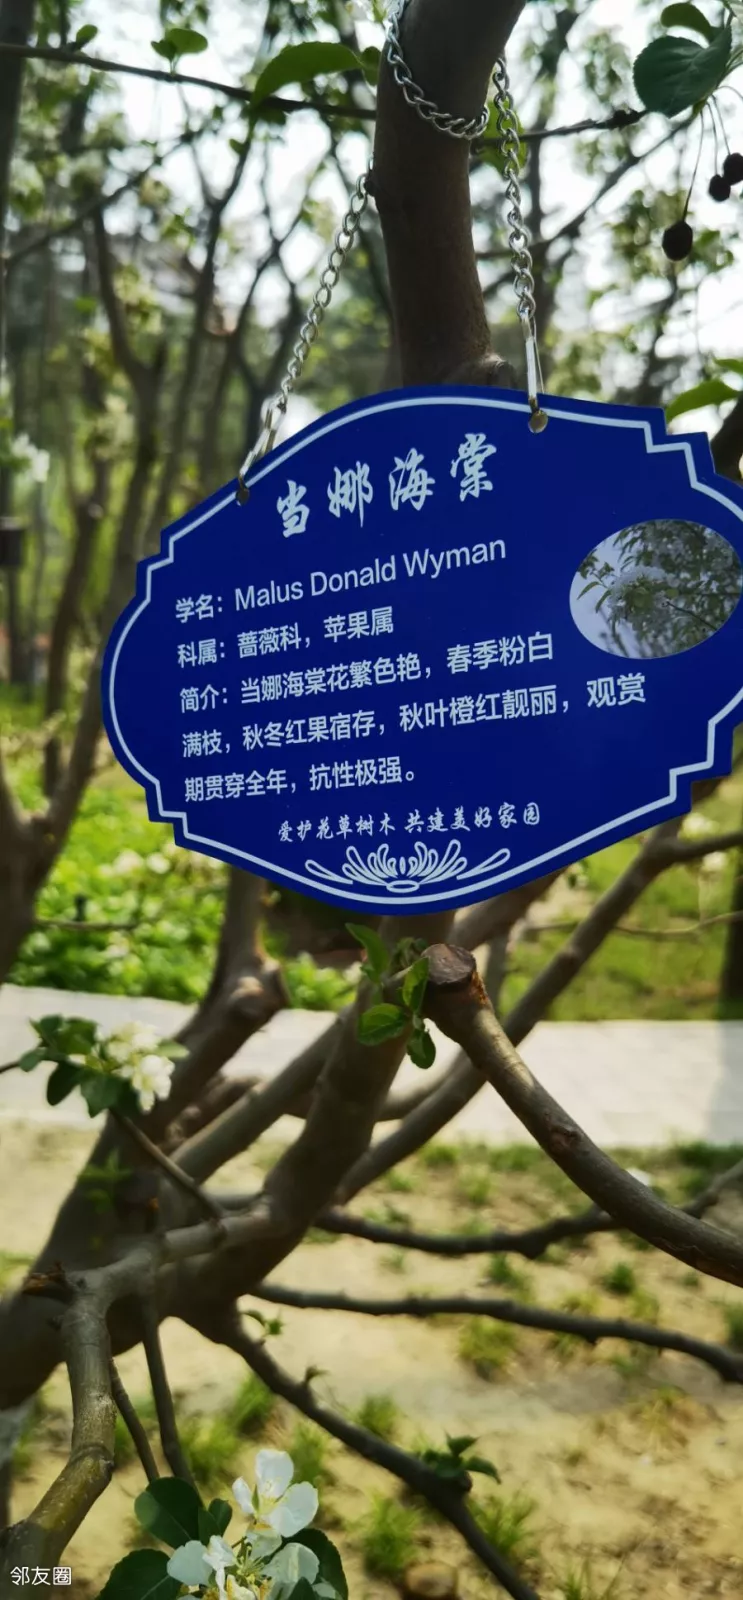 当娜海棠
学名：Malus Donald Wyman
科属：蔷薇科，苹果属
简介：当娜海棠花繁色艳，春季粉白
满枝，秋冬红果宿存，秋叶橙红靓丽，观赏
期贯穿全年，抗性极强。
爱护花草树木 共建美好家园
邻友圈